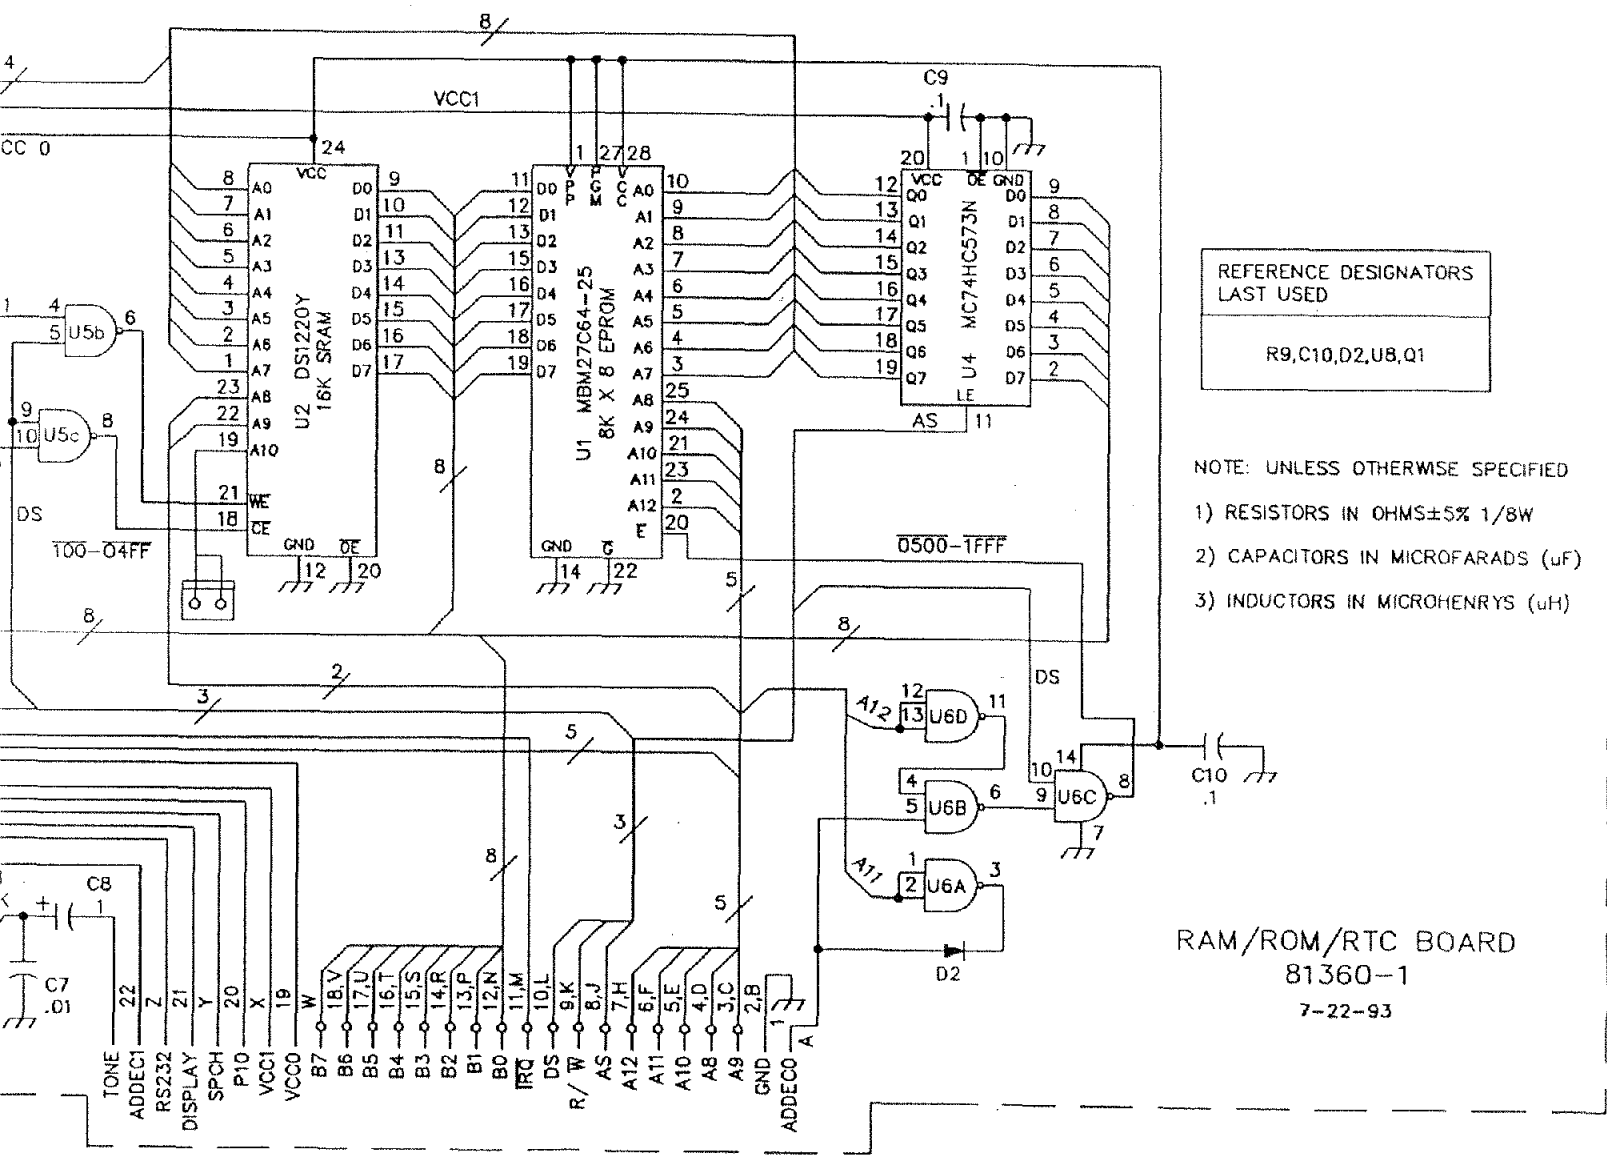 8
4
VCC1
CC 0
C9
.1
24
1 27 28
20 1 10
VCC
V P P
P G M
V C C
VCC OE GND
8 A0 D0 9
7 A1 D1 10
6 A2 D2 11
5 A3 D3 13
4 A4 D4 14
3 A5 D5 15
2 A6 D6 16
1 A7 D7 17
23 A8
22 A9
19 A10
21 WE
18 CE
GND OE
12 20
U2 DS1220Y
16K SRAM
11 D0 A0 10
12 D1 A1 9
13 D2 A2 8
15 D3 A3 7
16 D4 A4 6
17 D5 A5 5
18 D6 A6 4
19 D7 A7 3
A8 25
A9 24
A10 21
A11 23
A12 2
E 20
GND G
14 22
U1 MBM27C64-25
8K X 8 EPROM
12 Q0 D0 9
13 Q1 D1 8
14 Q2 D2 7
15 Q3 D3 6
16 Q4 D4 5
17 Q5 D5 4
18 Q6 D6 3
19 Q7 D7 2
LE
AS 11
U4 MC74HC573N
1 4
5 U5b 6
9
10 U5c 8
DS
100-04FF
0500-1FFF
8
8
5
8
2
3
5
3
8
5
REFERENCE DESIGNATORS
LAST USED
R9,C10,D2,U8,Q1
NOTE: UNLESS OTHERWISE SPECIFIED
1) RESISTORS IN OHMS±5% 1/8W
2) CAPACITORS IN MICROFARADS (uF)
3) INDUCTORS IN MICROHENRYS (uH)
DS
A12 12
13 U6D 11
4
5 U6B 6
A11 1
2 U6A 3
10 14
9 U6C 8
7
C10
.1
D2
C8
+ 1
K
C7
.01
22
Z
21
Y
20
X
19
W
18,V
17,U
16,T
15,S
14,R
13,P
12,N
11,M
10,L
9,K
8,J
7,H
6,F
5,E
4,D
3,C
2,B
1
A
TONE
ADDEC1
RS232
DISPLAY
SPCH
P10
VCC1
VCC0
B7
B6
B5
B4
B3
B2
B1
B0
IRQ
DS
R/ W
AS
A12
A11
A10
A8
A9
GND
ADDEC0
RAM/ROM/RTC BOARD
81360-1
7-22-93